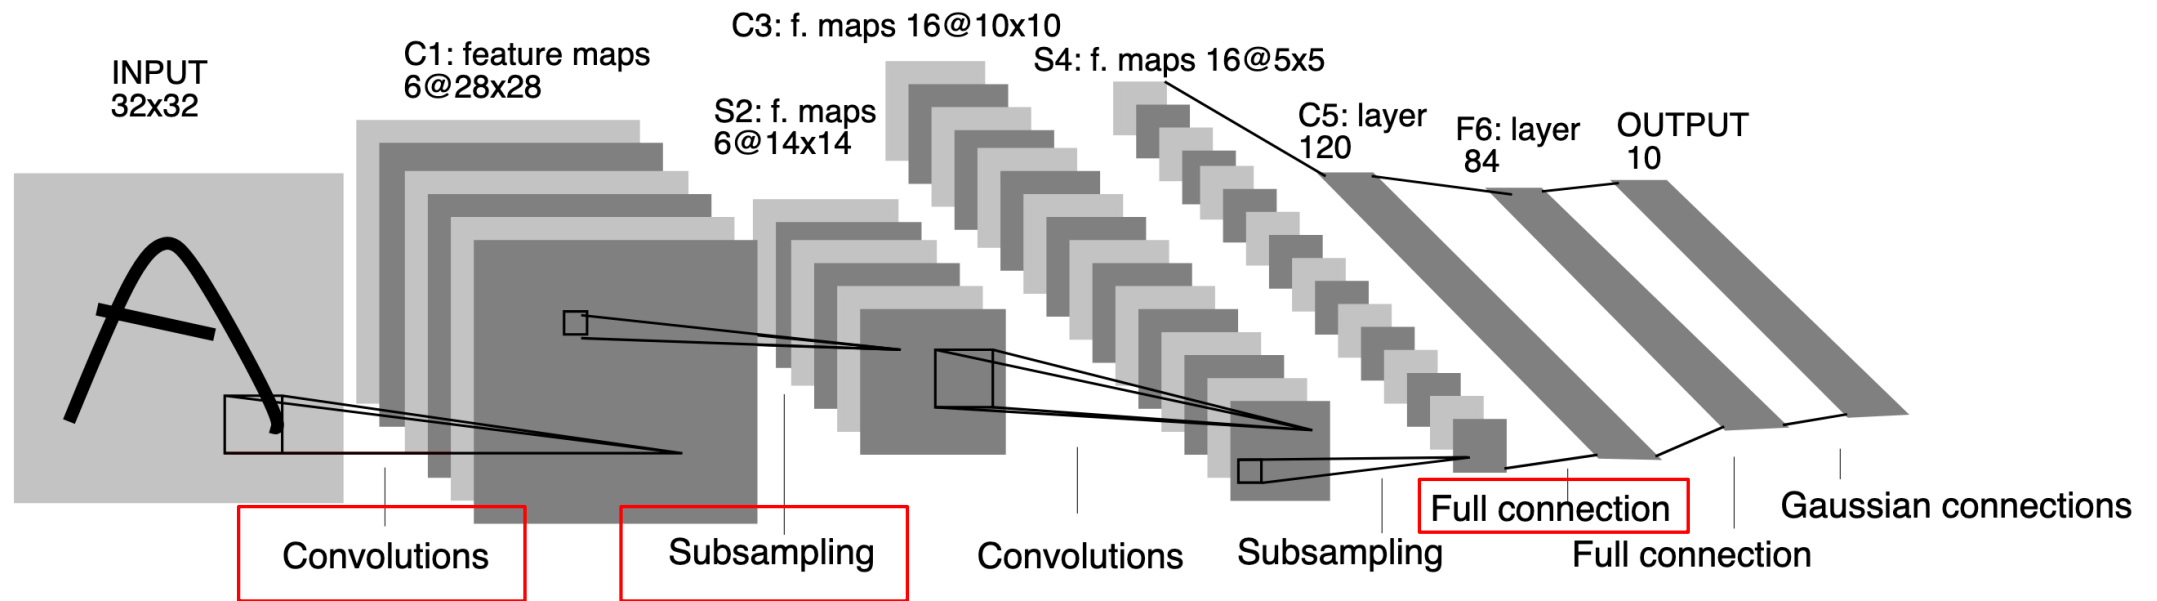 INPUT
32x32
C1: feature maps
6@28x28
S2: f. maps
6@14x14
C3: f. maps 16@10x10
S4: f. maps 16@5x5
C5: layer
120
F6: layer
84
OUTPUT
10
Convolutions
Subsampling
Convolutions
Subsampling
Full connection
Full connection
Gaussian connections